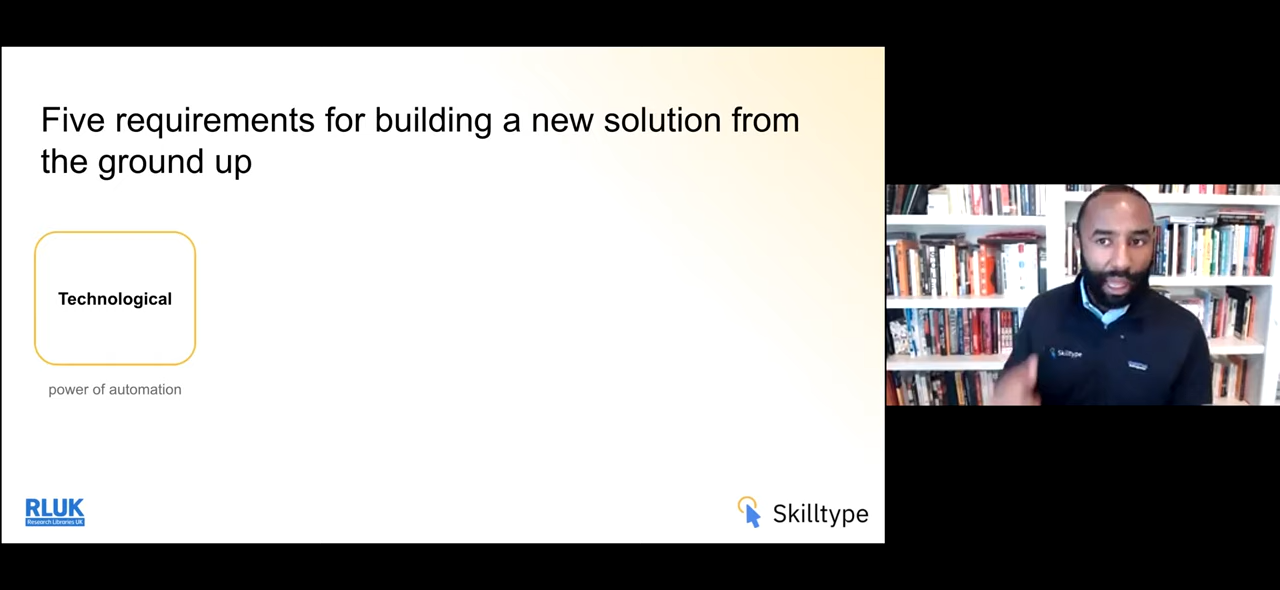 Five requirements for building a new solution from
the ground up
Technological
power of automation
RLUK
Research Libraries UK
Skilltype
Skilltype